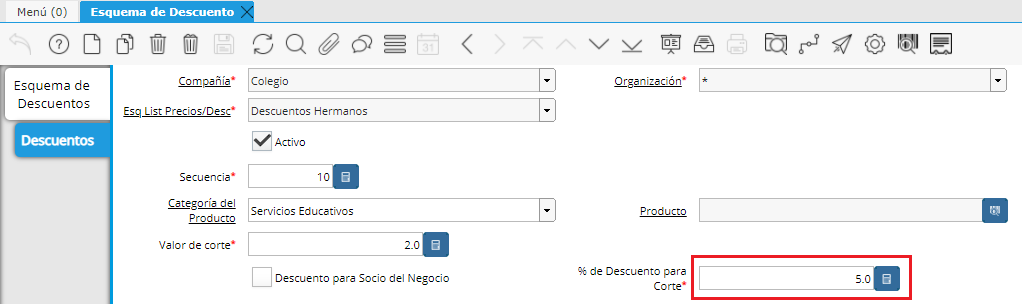 Menú (0)
Esquema de Descuento
31
Esquema de
Descuentos
Descuentos
Compañía*
Colegio
Organización*
*
Esq List Precios/Desc*
Descuentos Hermanos
Activo
Secuencia*
10
Categoría del
Producto
Servicios Educativos
Producto
Valor de corte*
2.0
Descuento para Socio del Negocio
% de Descuento para
Corte*
5.0